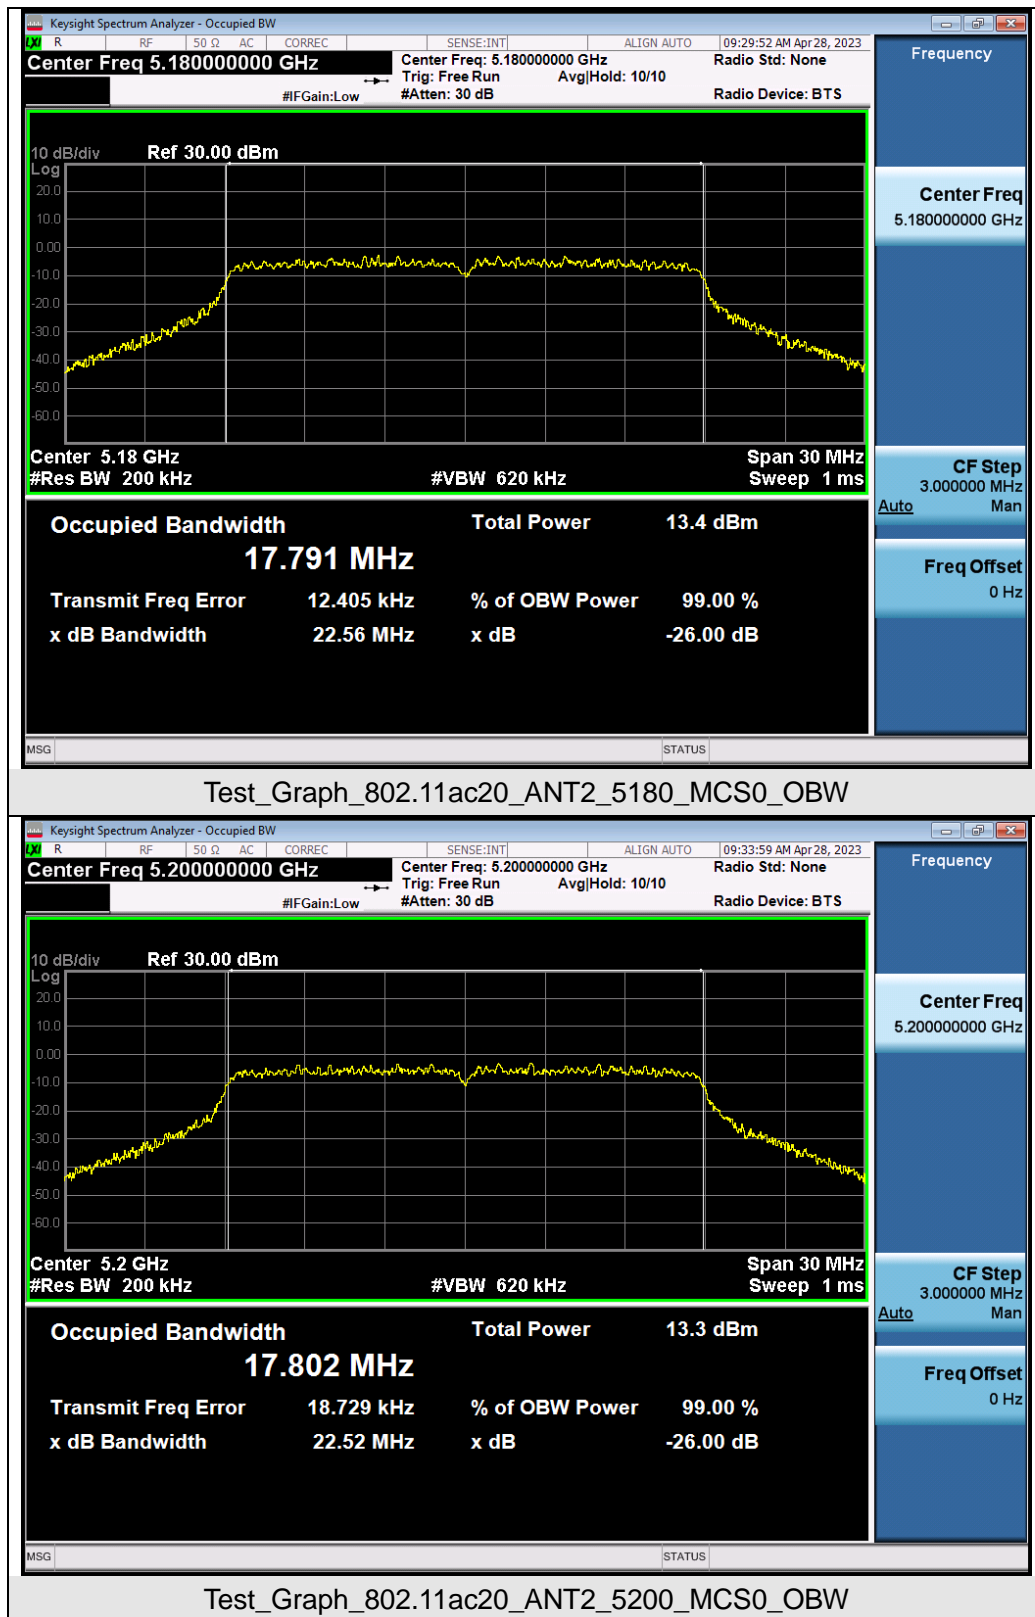 Keysight Spectrum Analyzer - Occupied BW
LXI R RF 50 Ω AC CORREC SENSE:INT ALIGN AUTO 09:29:52 AM Apr 28, 2023
Center Freq 5.180000000 GHz
Center Freq: 5.180000000 GHz Radio Std: None
Trig: Free Run Avg|Hold: 10/10
#IFGain:Low #Atten: 30 dB Radio Device: BTS
Frequency
10 dB/div Ref 30.00 dBm
Log
20.0
10.0
0.00
-10.0
-20.0
-30.0
-40.0
-50.0
-60.0
Center 5.18 GHz Span 30 MHz
#Res BW 200 kHz #VBW 620 kHz Sweep 1 ms
Center Freq
5.180000000 GHz
CF Step
3.000000 MHz
Auto Man
Freq Offset
0 Hz
Occupied Bandwidth Total Power 13.4 dBm
17.791 MHz
Transmit Freq Error 12.405 kHz % of OBW Power 99.00 %
x dB Bandwidth 22.56 MHz x dB -26.00 dB
MSG STATUS
Test_Graph_802.11ac20_ANT2_5180_MCS0_OBW
Keysight Spectrum Analyzer - Occupied BW
LXI R RF 50 Ω AC CORREC SENSE:INT ALIGN AUTO 09:33:59 AM Apr 28, 2023
Center Freq 5.200000000 GHz
Center Freq: 5.200000000 GHz Radio Std: None
Trig: Free Run Avg|Hold: 10/10
#IFGain:Low #Atten: 30 dB Radio Device: BTS
Frequency
10 dB/div Ref 30.00 dBm
Log
20.0
10.0
0.00
-10.0
-20.0
-30.0
-40.0
-50.0
-60.0
Center 5.2 GHz Span 30 MHz
#Res BW 200 kHz #VBW 620 kHz Sweep 1 ms
Center Freq
5.200000000 GHz
CF Step
3.000000 MHz
Auto Man
Freq Offset
0 Hz
Occupied Bandwidth Total Power 13.3 dBm
17.802 MHz
Transmit Freq Error 18.729 kHz % of OBW Power 99.00 %
x dB Bandwidth 22.52 MHz x dB -26.00 dB
MSG STATUS
Test_Graph_802.11ac20_ANT2_5200_MCS0_OBW